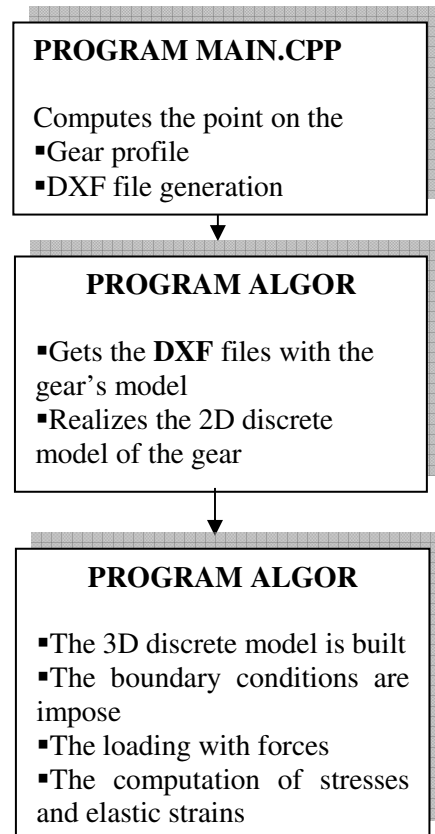 PROGRAM MAIN.CPP
Computes the point on the
▪Gear profile
▪DXF file generation
PROGRAM ALGOR
▪Gets the DXF files with the
gear's model
▪Realizes the 2D discrete
model of the gear
PROGRAM ALGOR
▪The 3D discrete model is built
▪The boundary conditions are
impose
▪The loading with forces
▪The computation of stresses
and elastic strains